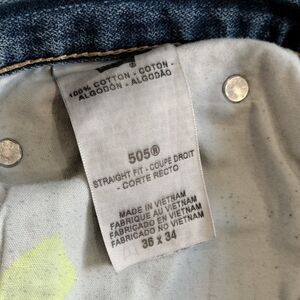 100% COTTON - COTON -
ALGODÓN - ALGODÃO
505®
STRAIGHT FIT - COUPE DROIT
- CORTE RECTO
MADE IN VIETNAM
FABRIQUE AU VIETNAM
FABRICADO EN VIETNAM
FABRICADO NO VIETNAM
36 X 34